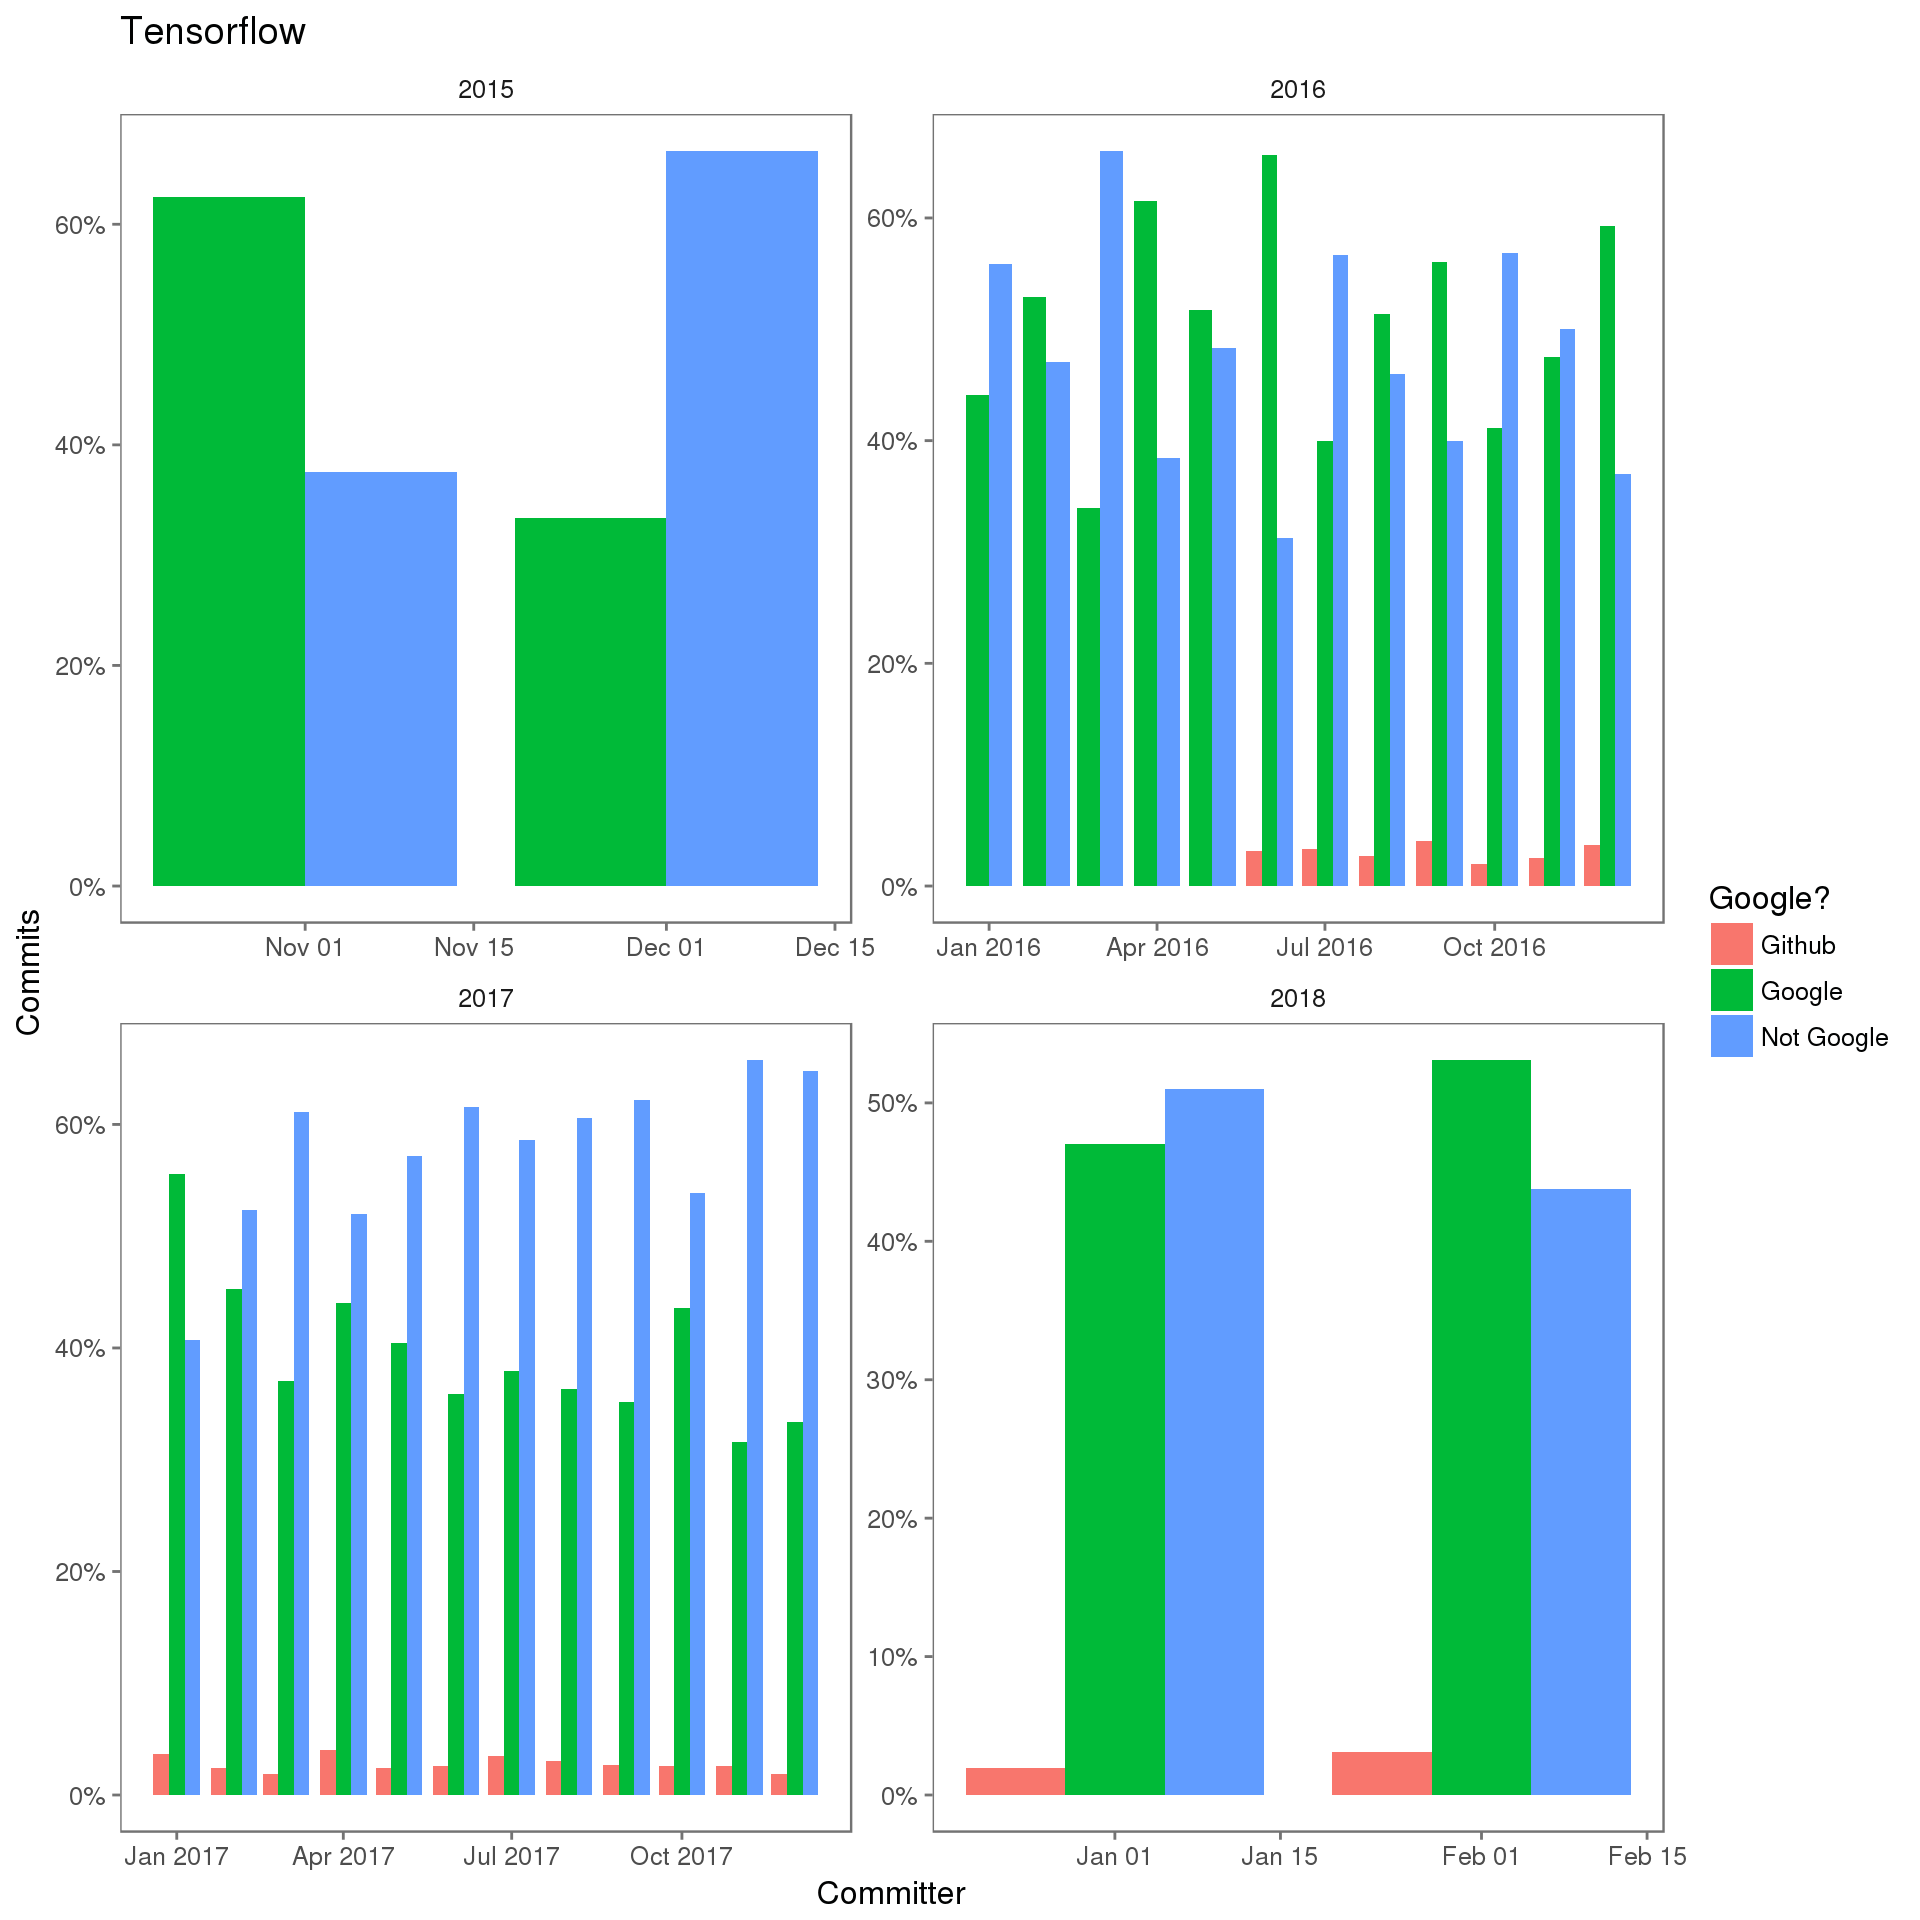 Tensorflow
2015
2016
60%
40%
20%
0%
60%
40%
20%
0%
Nov 01
Nov 15
Dec 01
Dec 15
Jan 2016
Apr 2016
Jul 2016
Oct 2016
Commits
2017
2018
60%
40%
20%
0%
50%
40%
30%
20%
10%
0%
Jan 2017
Apr 2017
Jul 2017
Oct 2017
Jan 01
Jan 15
Feb 01
Feb 15
Committer
Google?
Github
Google
Not Google